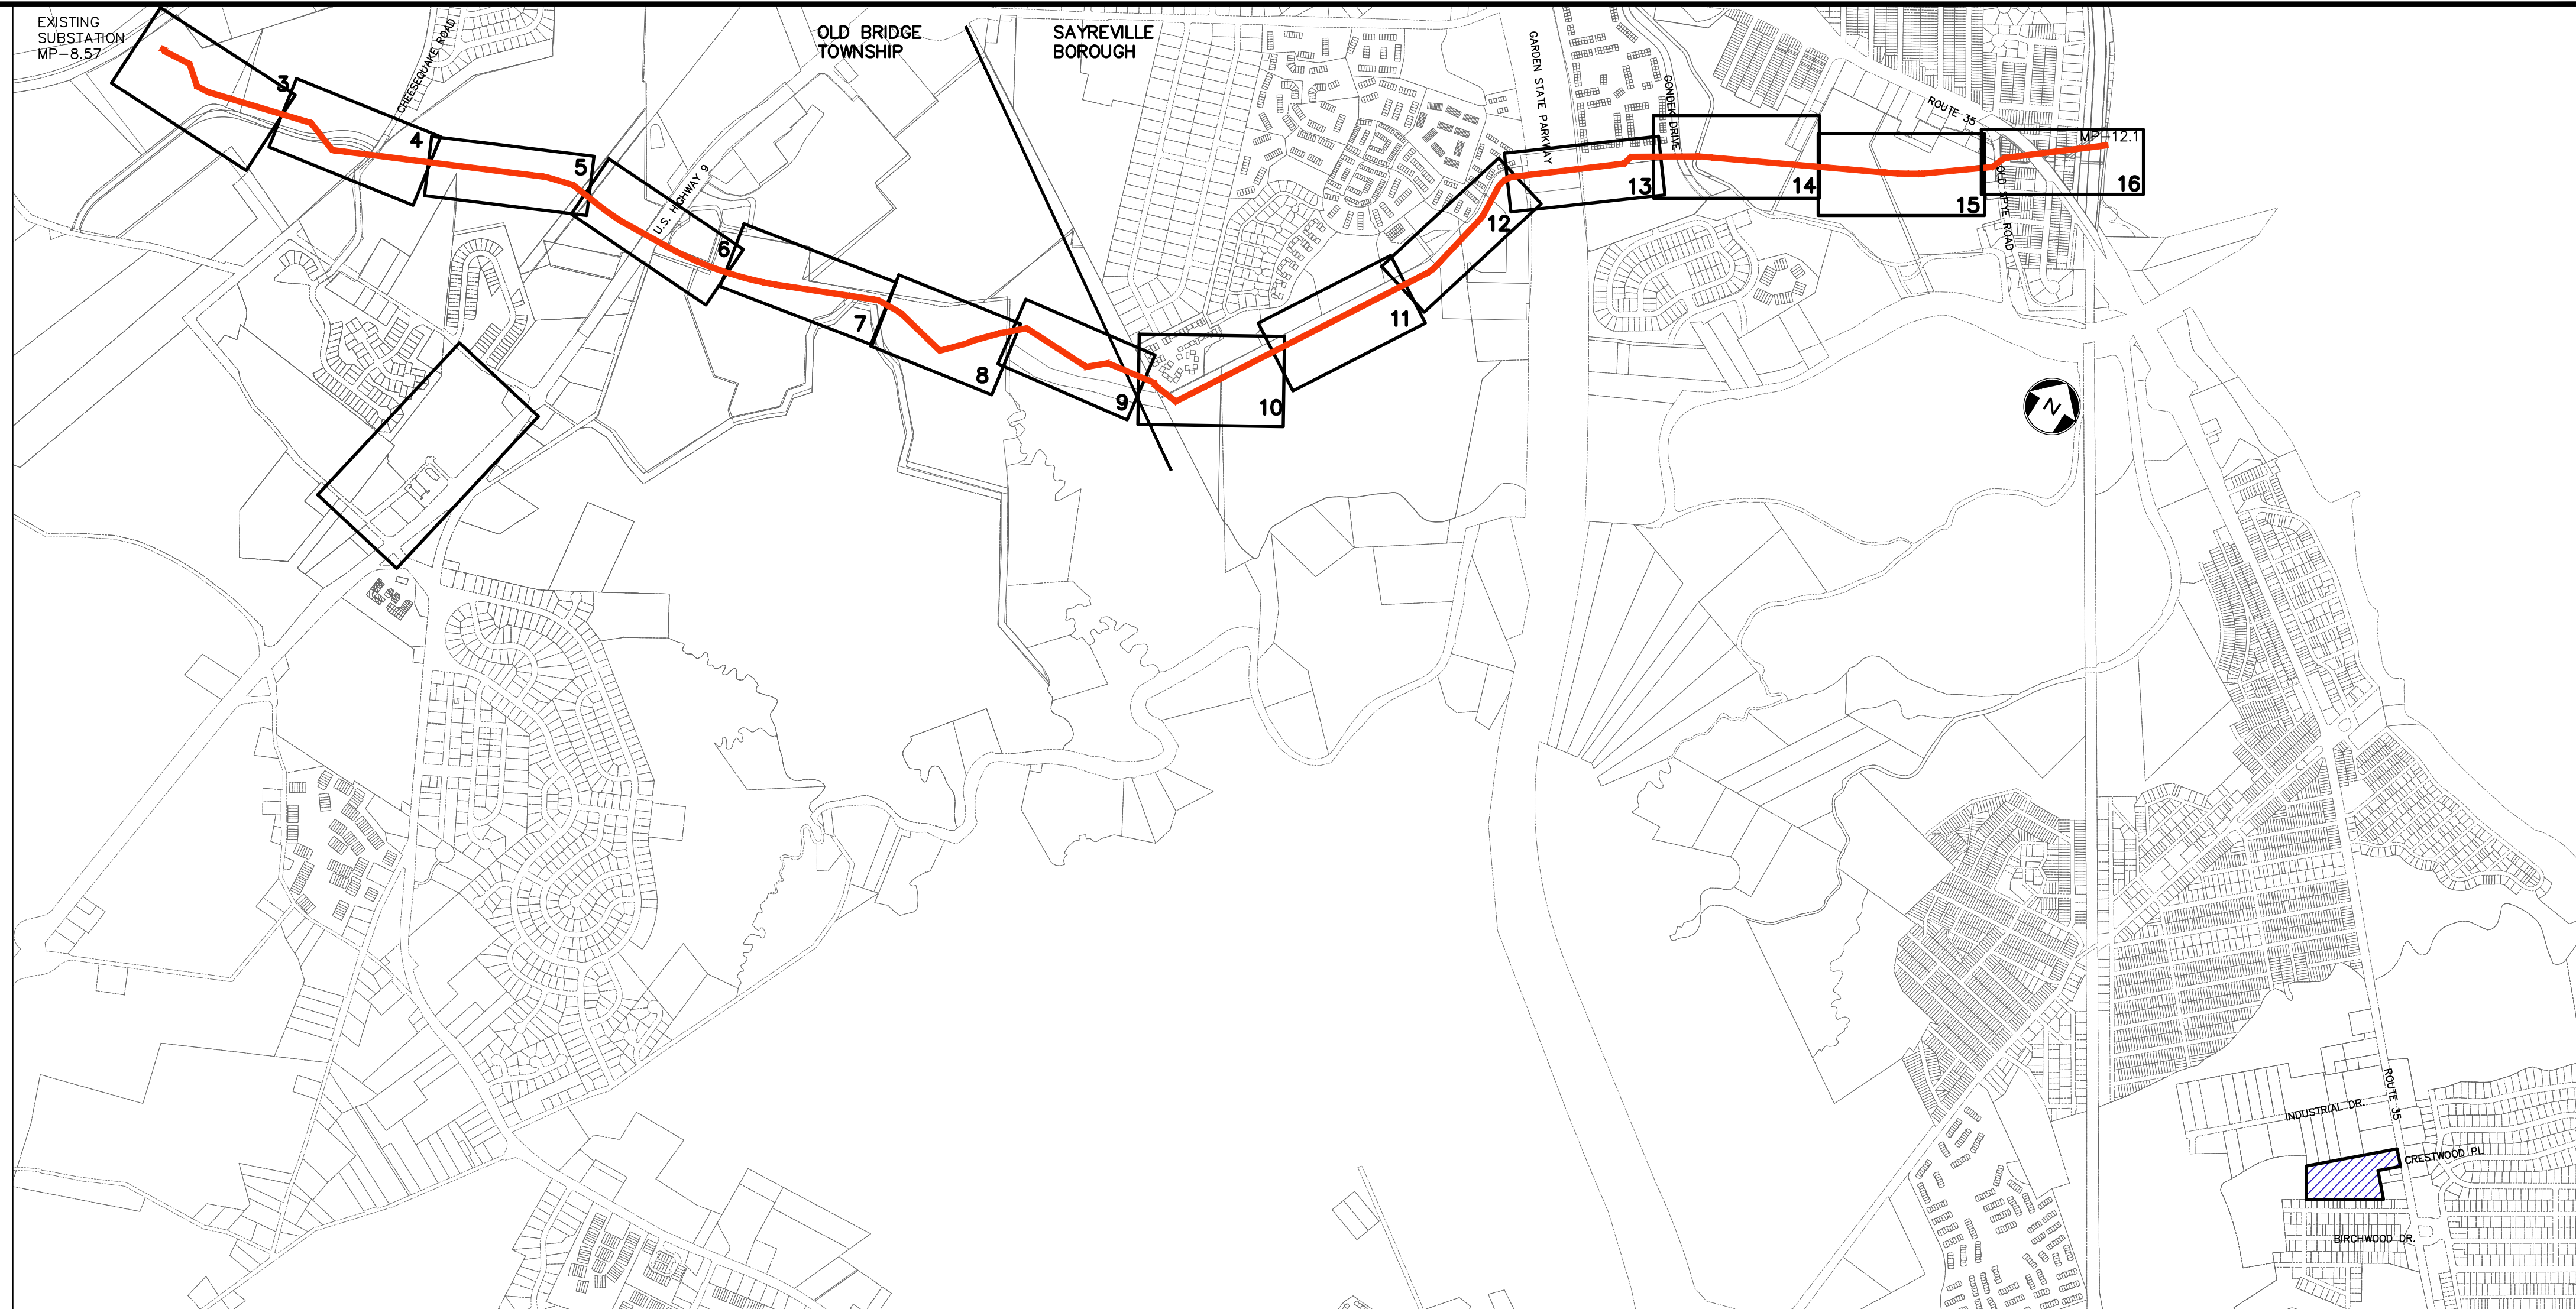 EXISTING
SUBSTATION
MP-8.57
CHEESEQUAKE ROAD
OLD BRIDGE
TOWNSHIP
SAYREVILLE
BOROUGH
GARDEN STATE PARKWAY
GONDEK DRIVE
ROUTE 35
MP-12.1
OLD SPYE ROAD
U.S. HIGHWAY 9
3
4
5
6
7
8
9
10
11
12
13
14
15
16
N
ROUTE 35
INDUSTRIAL DR.
CRESTWOOD PL
BIRCHWOOD DR.